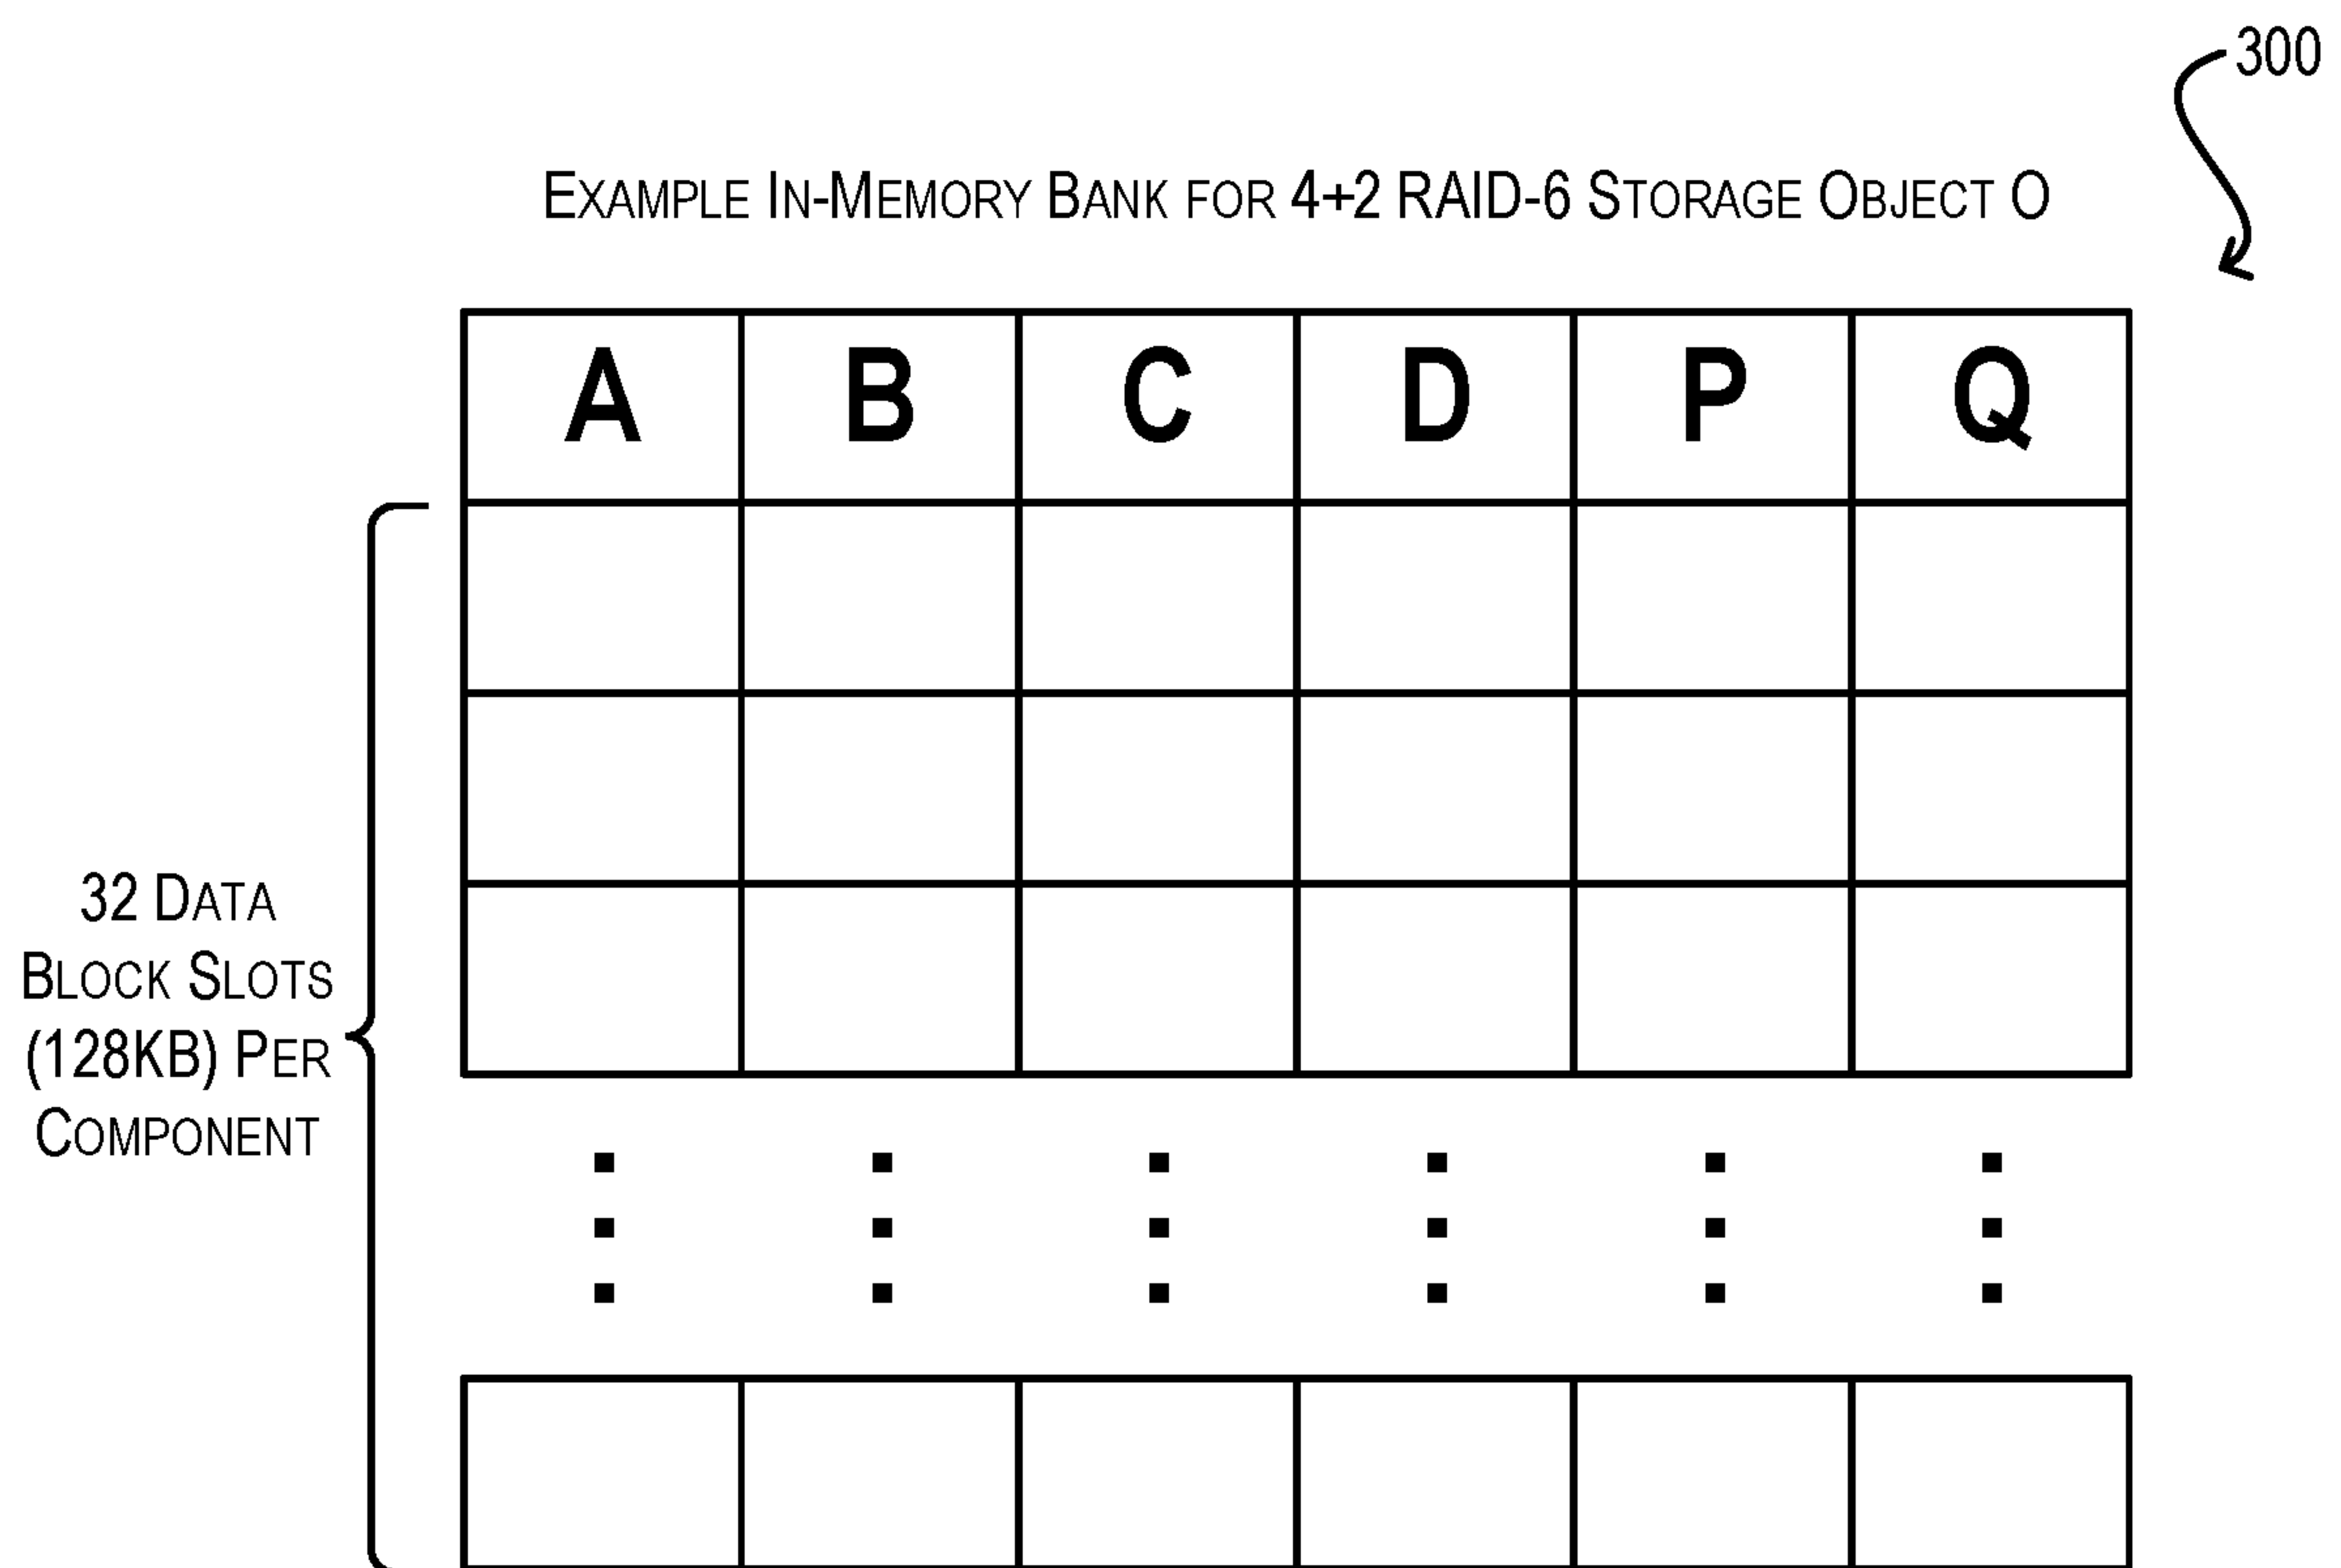 300
EXAMPLE IN-MEMORY BANK FOR 4+2 RAID-6 STORAGE OBJECT O
A B C D P Q
32 DATA
BLOCK SLOTS
(128KB) PER
COMPONENT